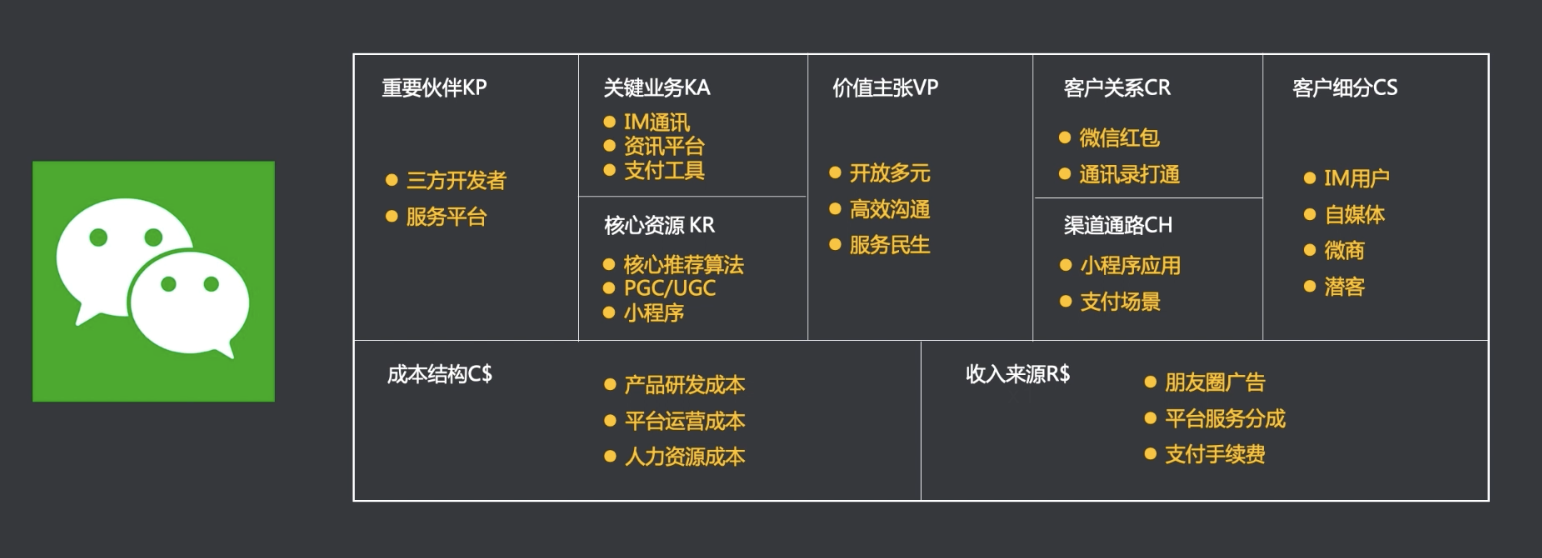 重要伙伴KP
三方开发者
服务平台
关键业务KA
IM通讯
资讯平台
支付工具
核心资源 KR
核心推荐算法
PGC/UGC
小程序
价值主张VP
开放多元
高效沟通
服务民生
客户关系CR
微信红包
通讯录打通
渠道通路CH
小程序应用
支付场景
客户细分CS
IM用户
自媒体
微商
潜客
成本结构C$
产品研发成本
平台运营成本
人力资源成本
收入来源R$
朋友圈广告
平台服务分成
支付手续费